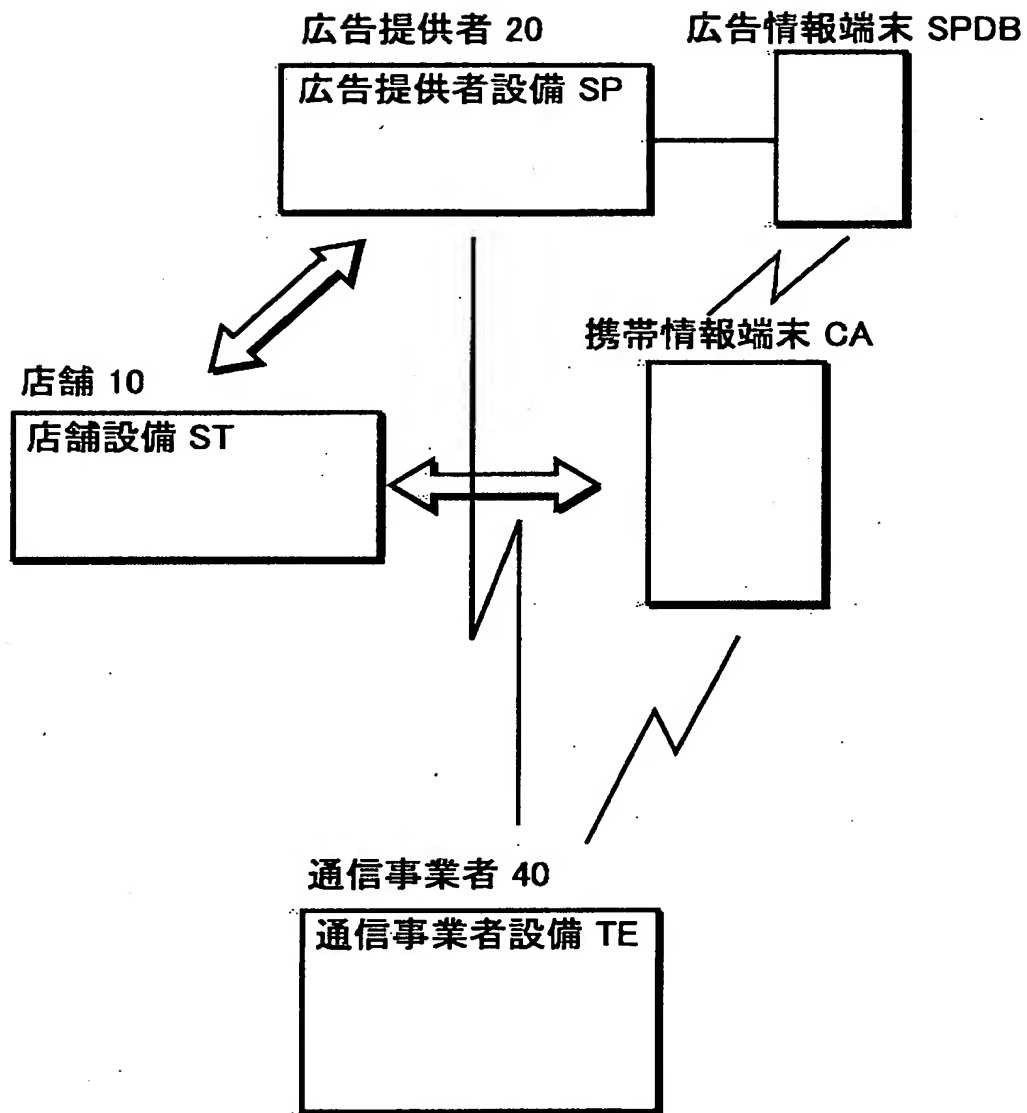 広告提供者 20
広告情報端末 SPDB
広告提供者設備 SP
携帯情報端末 CA
店舗 10
店舗設備 ST
通信事業者 40
通信事業者設備 TE